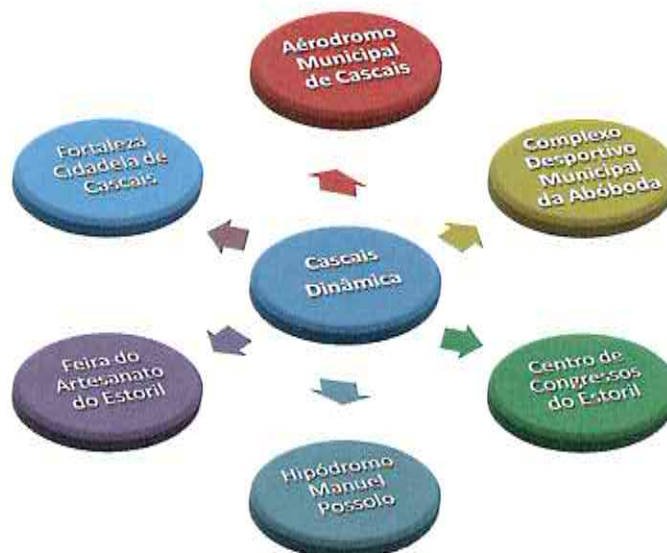 Aérodromo
Municipal
de Cascais
Complexo
Desportivo
Municipal
da Abóboda
Centro de
Congressos
do Estoril
Hipódromo
Manuel
Possolo
Feira do
Artesanato
do Estoril
Fortaleza
Cidadela de
Cascais
Cascais
Dinâmica